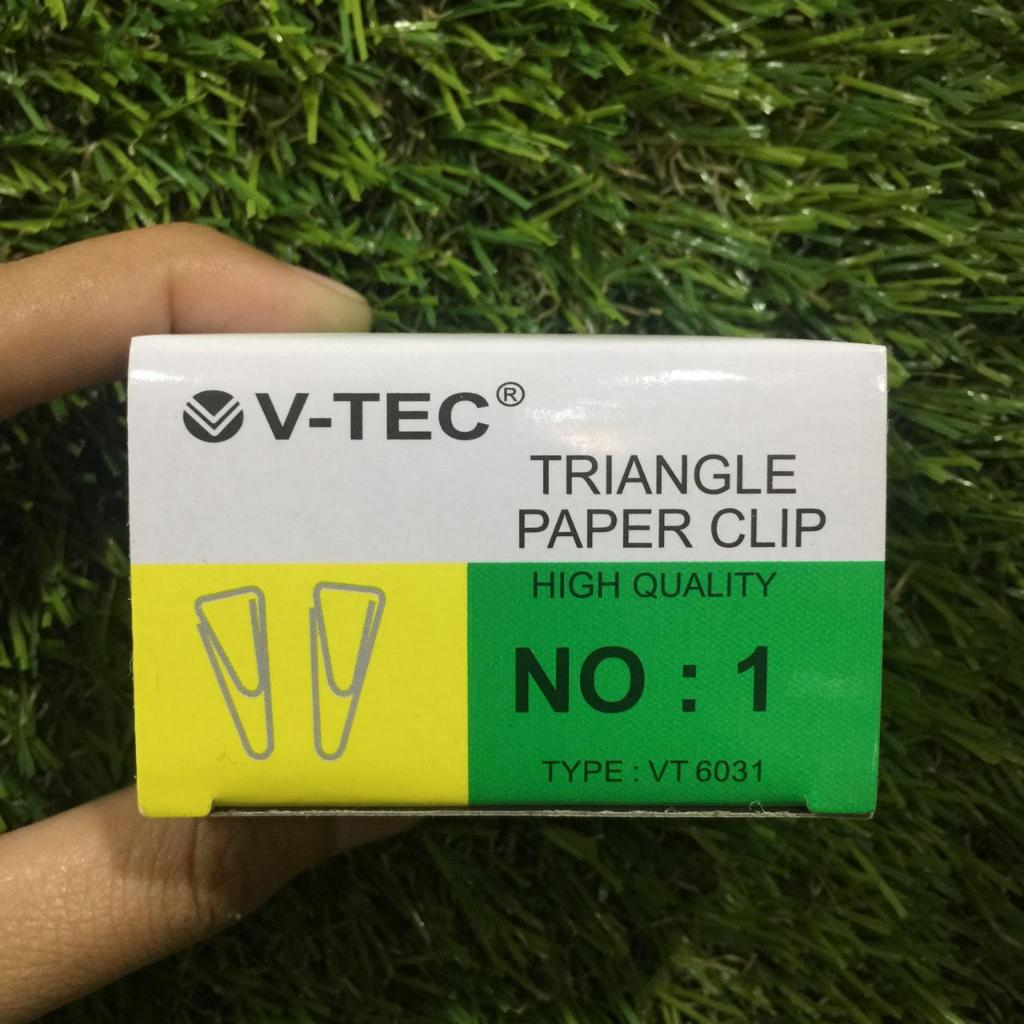 V-TEC®
TRIANGLE
PAPER CLIP
HIGH QUALITY
NO : 1
TYPE : VT 6031